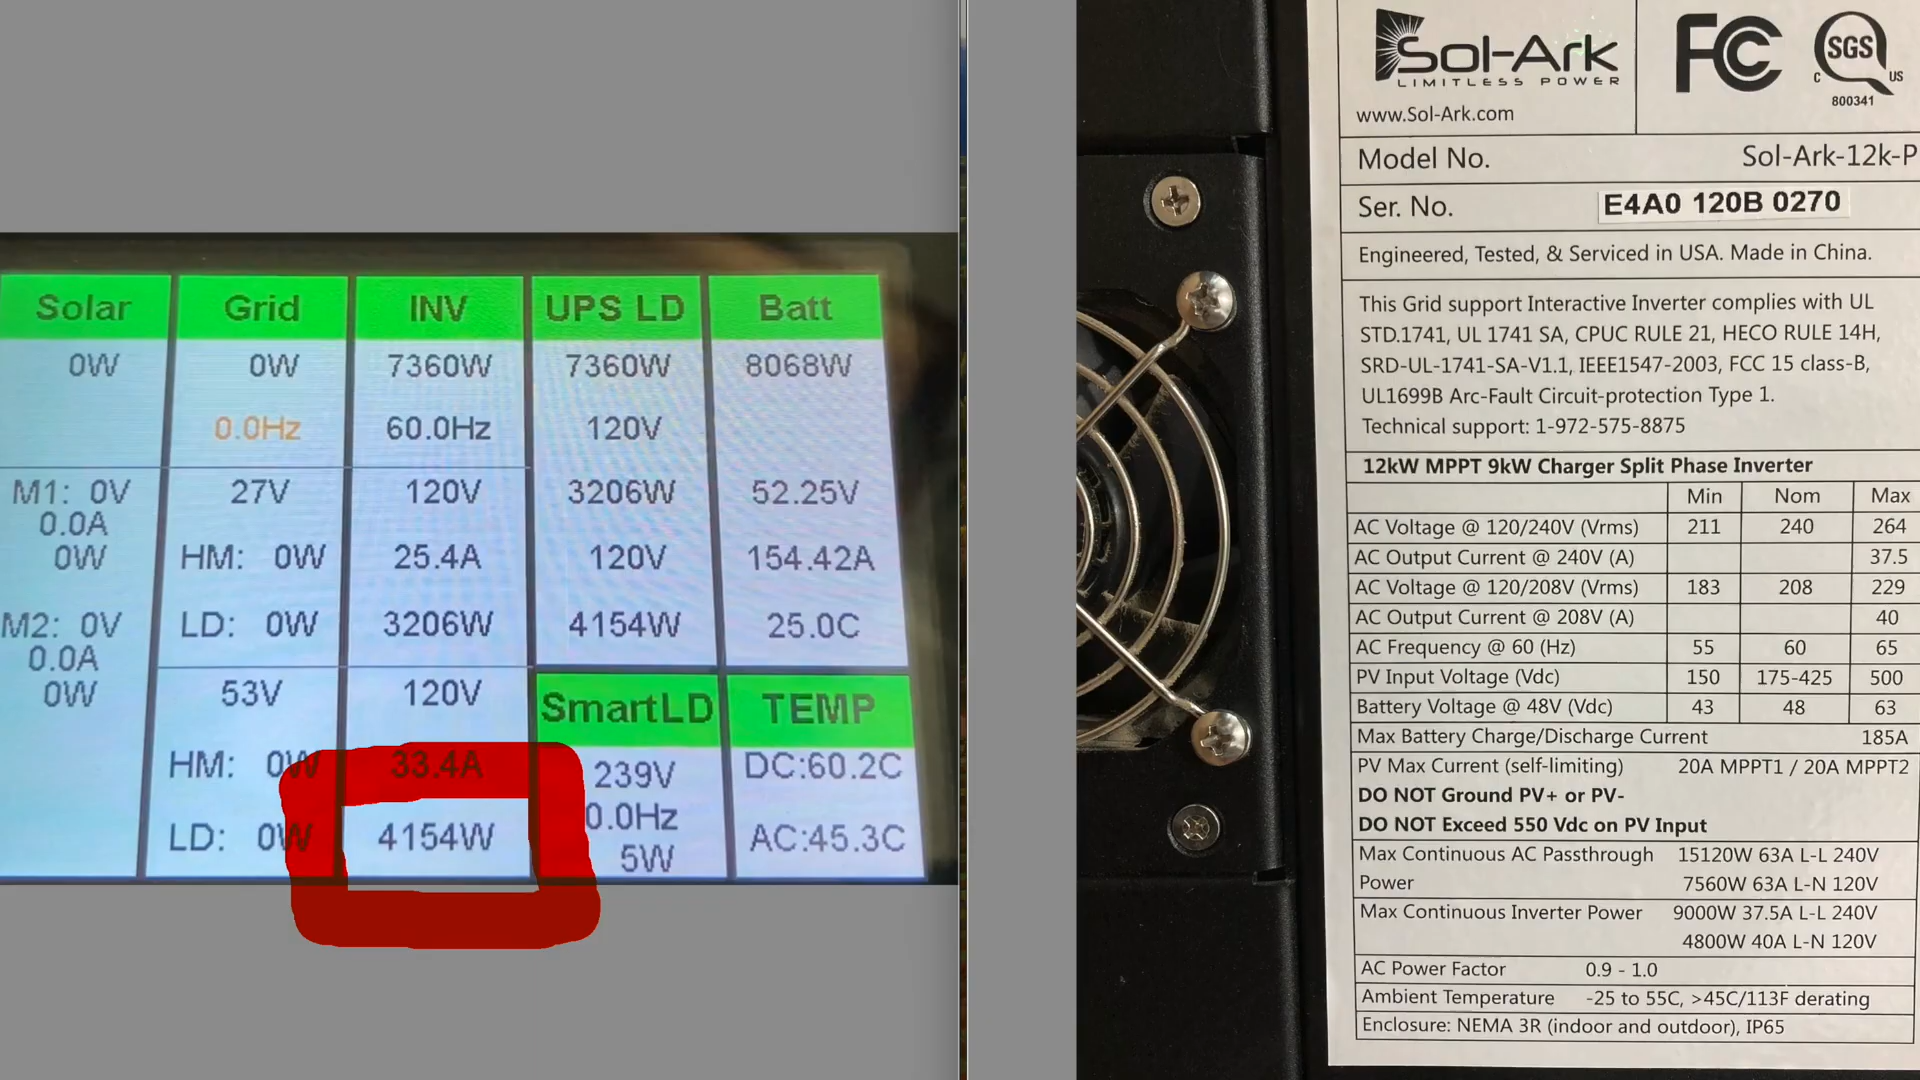 Solar Grid INV UPS LD Batt
0W 0W 7360W 7360W 8068W
0.0Hz 60.0Hz 120V
M1: 0V 27V 120V 3206W 52.25V
0.0A
0W HM: 0W 25.4A 120V 154.42A
M2: 0V LD: 0W 3206W 4154W 25.0C
0.0A
0W 53V 120V SmartLD TEMP
HM: 0W 33.4A 239V DC:60.2C
0.0Hz
LD: 0W 4154W 5W AC:45.3C
Sol-Ark
LIMITLESS POWER
www.Sol-Ark.com
FC
SGS
C US
800341
Model No. Sol-Ark-12k-P
Ser. No. E4A0 120B 0270
Engineered, Tested, & Serviced in USA. Made in China.
This Grid support Interactive Inverter complies with UL
STD.1741, UL 1741 SA, CPUC RULE 21, HECO RULE 14H,
SRD-UL-1741-SA-V1.1, IEEE1547-2003, FCC 15 class-B,
UL1699B Arc-Fault Circuit-protection Type 1.
Technical support: 1-972-575-8875
12kW MPPT 9kW Charger Split Phase Inverter
Min Nom Max
AC Voltage @ 120/240V (Vrms) 211 240 264
AC Output Current @ 240V (A) 37.5
AC Voltage @ 120/208V (Vrms) 183 208 229
AC Output Current @ 208V (A) 40
AC Frequency @ 60 (Hz) 55 60 65
PV Input Voltage (Vdc) 150 175-425 500
Battery Voltage @ 48V (Vdc) 43 48 63
Max Battery Charge/Discharge Current 185A
PV Max Current (self-limiting) 20A MPPT1 / 20A MPPT2
DO NOT Ground PV+ or PV-
DO NOT Exceed 550 Vdc on PV Input
Max Continuous AC Passthrough 15120W 63A L-L 240V
Power 7560W 63A L-N 120V
Max Continuous Inverter Power 9000W 37.5A L-L 240V
4800W 40A L-N 120V
AC Power Factor 0.9 - 1.0
Ambient Temperature -25 to 55C, >45C/113F derating
Enclosure: NEMA 3R (indoor and outdoor), IP65